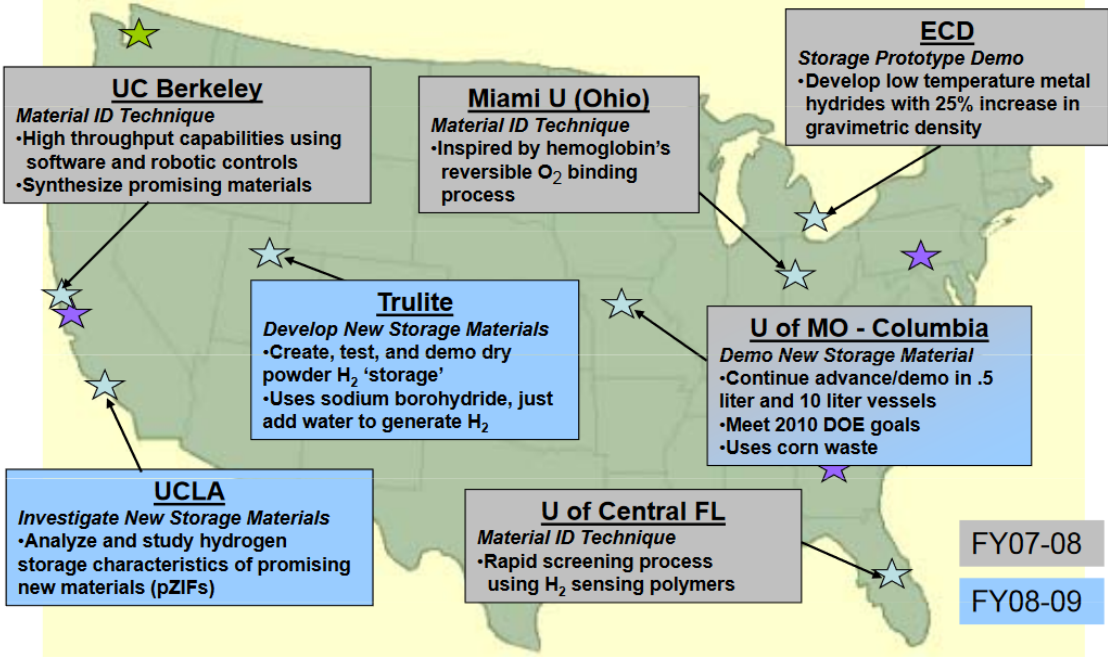 ECD
Storage Prototype Demo
•Develop low temperature metal
hydrides with 25% increase in
gravimetric density
UC Berkeley
Material ID Technique
•High throughput capabilities using
software and robotic controls
•Synthesize promising materials
Miami U (Ohio)
Material ID Technique
•Inspired by hemoglobin’s
reversible O2 binding
process
Trulite
Develop New Storage Materials
•Create, test, and demo dry
powder H2 ‘storage’
•Uses sodium borohydride, just
add water to generate H2
U of MO - Columbia
Demo New Storage Material
•Continue advance/demo in .5
liter and 10 liter vessels
•Meet 2010 DOE goals
•Uses corn waste
UCLA
Investigate New Storage Materials
•Analyze and study hydrogen
storage characteristics of promising
new materials (pZIFs)
U of Central FL
Material ID Technique
•Rapid screening process
using H2 sensing polymers
FY07-08
FY08-09